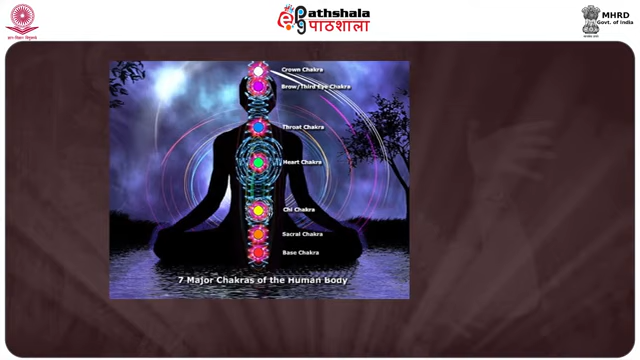 Pathshala
पाठशाला
MHRD
Govt. of India
Crown Chakra
Brow/Third Eye Chakra
Throat Chakra
Heart Chakra
Chi Chakra
Sacral Chakra
Base Chakra
7 Major Chakras of the Human Body